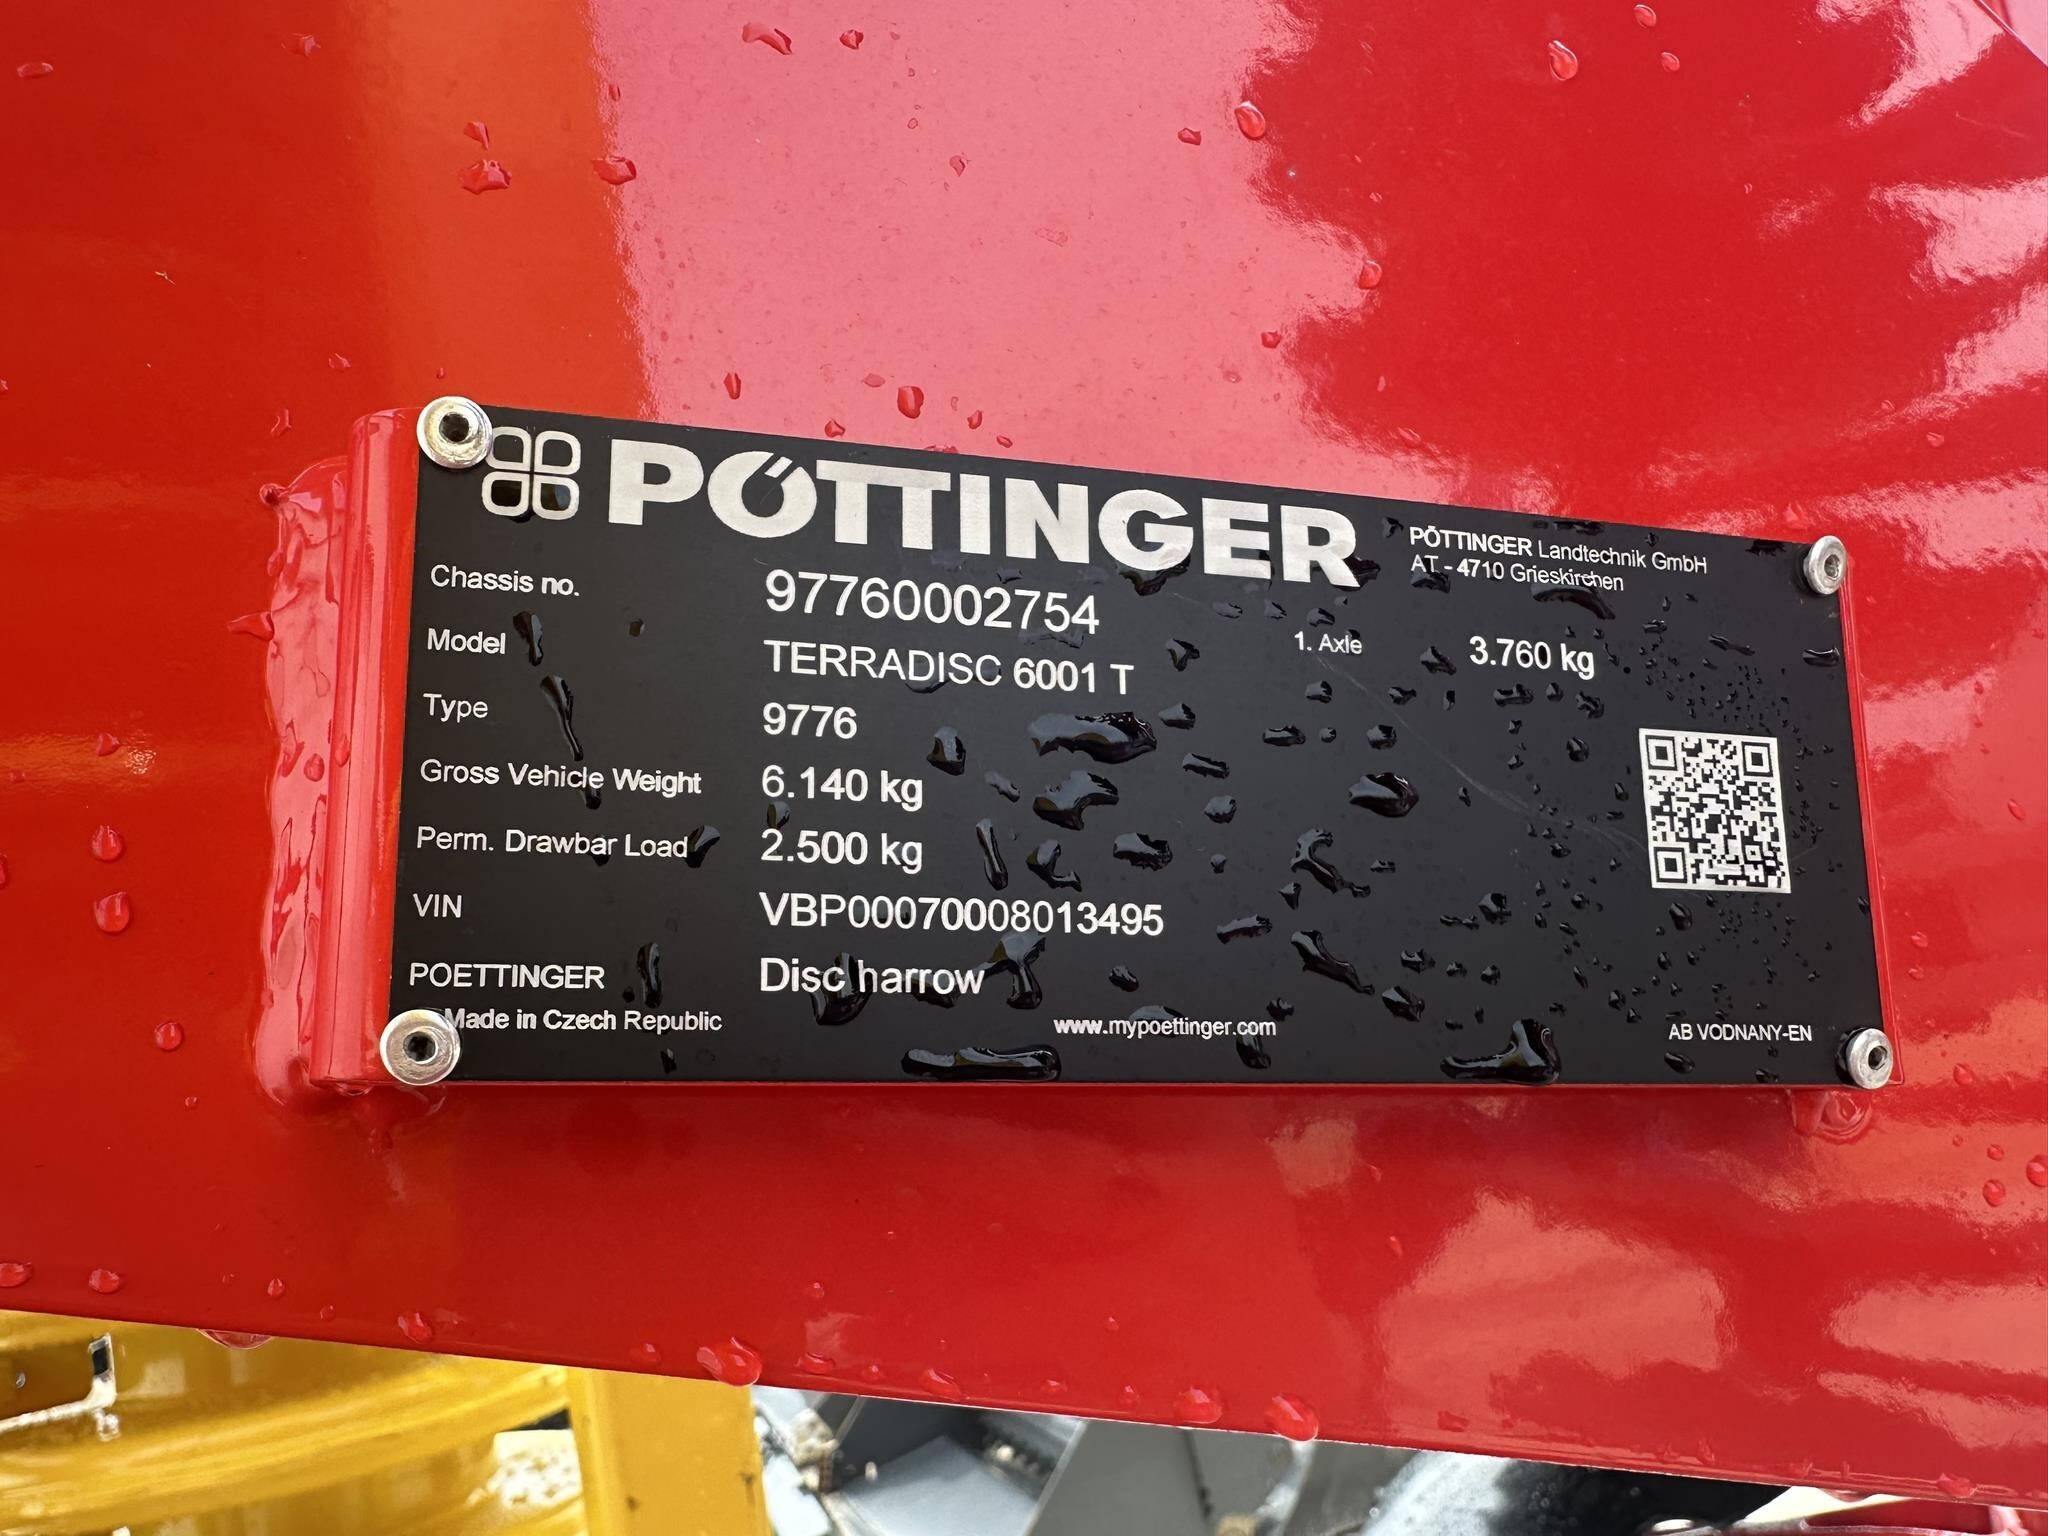 PÖTTINGER
PÖTTINGER Landtechnik GmbH
AT - 4710 Grieskirchen
Chassis no. 97760002754
Model TERRADISC 6001 T 1. Axle 3.760 kg
Type 9776
Gross Vehicle Weight 6.140 kg
Perm. Drawbar Load 2.500 kg
VIN VBP00070008013495
POETTINGER Disc harrow
Made in Czech Republic www.mypoettinger.com AB VODNANY-EN